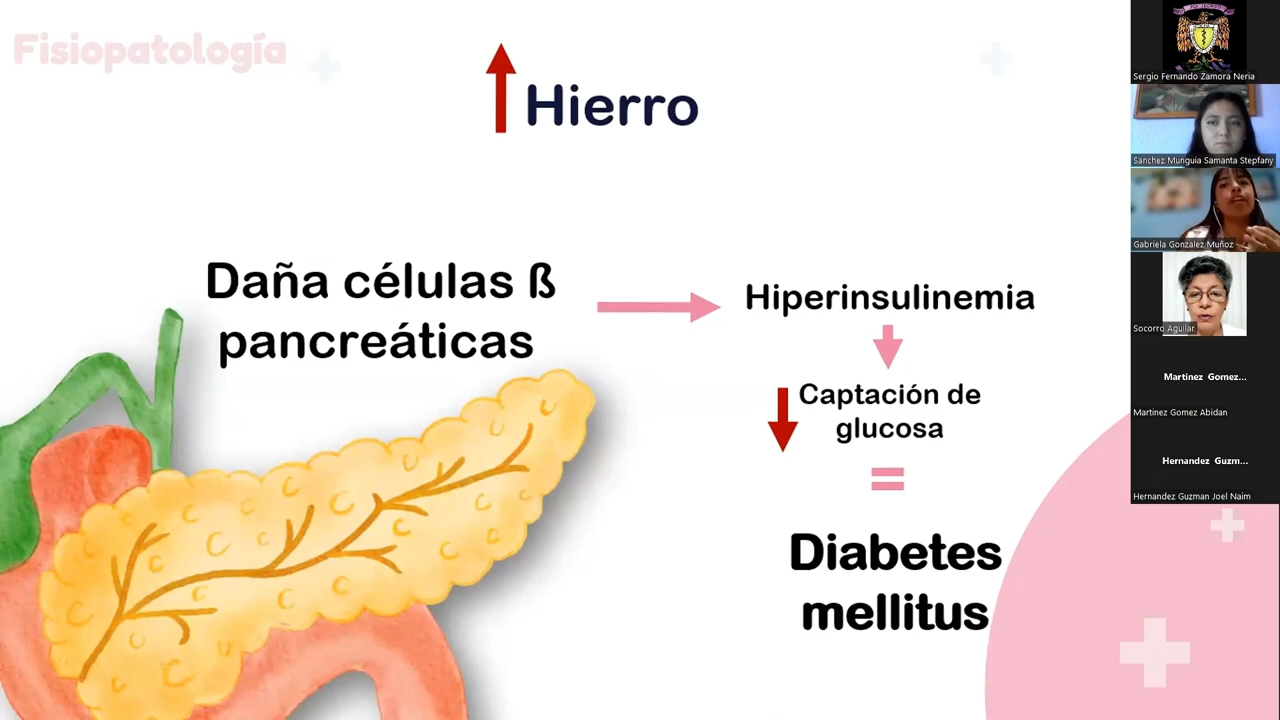 Fisiopatología
Hierro
Daña células ß
pancreáticas
Hiperinsulinemia
Captación de
glucosa
=
Diabetes
mellitus
Sergio Fernando Zamora Neria
Sanchez Munguia Samanta Stepfany
Gabriela Gonzalez Muñoz
Socorro Aguilar
Martinez Gomez...
Martinez Gomez Abidan
Hernandez Guzm...
Hernandez Guzman Joel Naim